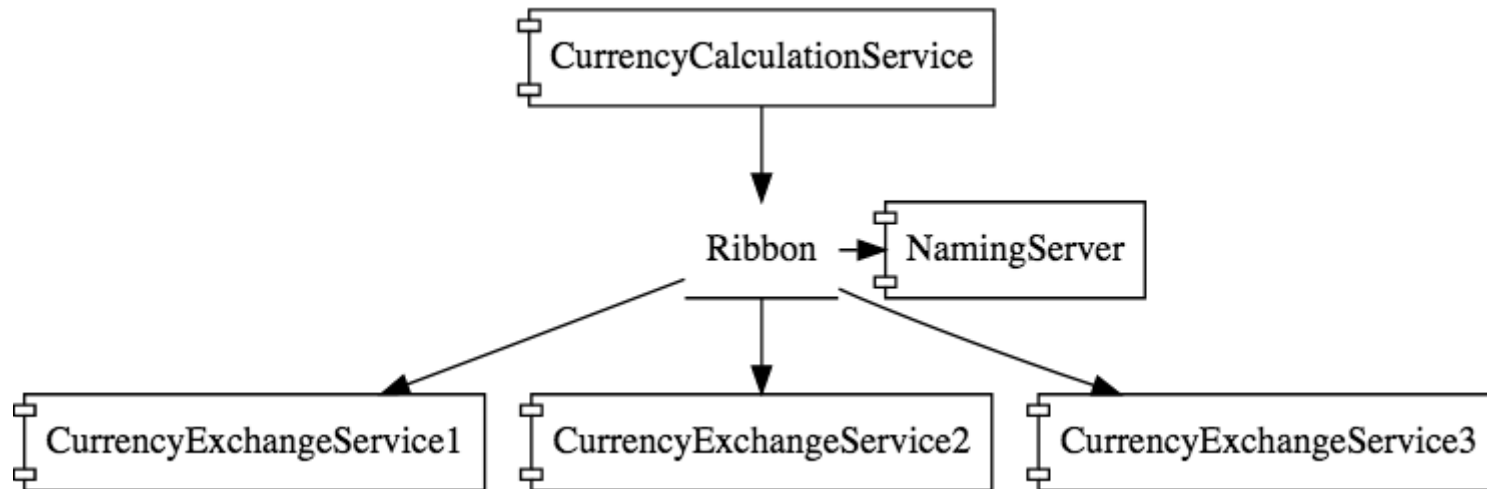 CurrencyCalculationService
Ribbon
NamingServer
CurrencyExchangeService1
CurrencyExchangeService2
CurrencyExchangeService3